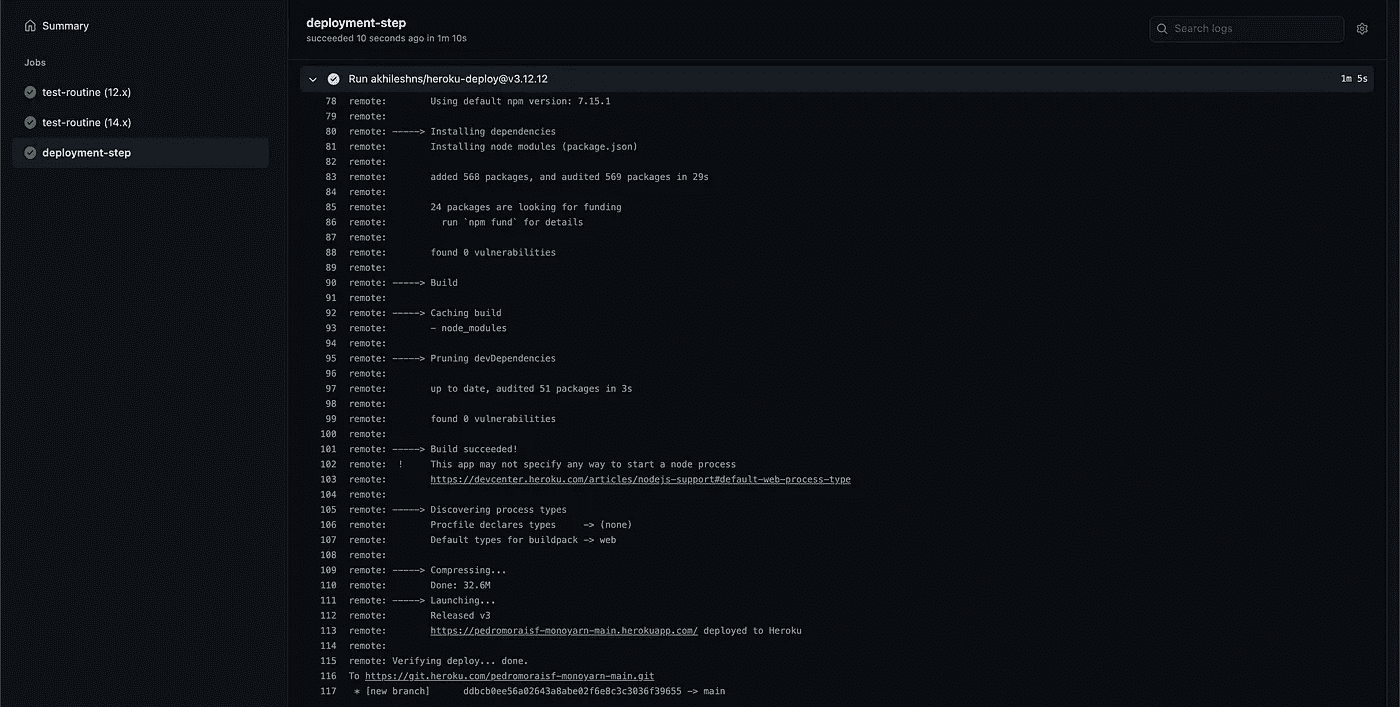 Summary
Jobs
test-routine (12.x)
test-routine (14.x)
deployment-step
deployment-step
succeeded 10 seconds ago in 1m 10s
Search logs
Run akhileshns/heroku-deploy@v3.12.12 1m 5s
78 remote: Using default npm version: 7.15.1
79 remote:
80 remote: -----> Installing dependencies
81 remote: Installing node modules (package.json)
82 remote:
83 remote: added 568 packages, and audited 569 packages in 29s
84 remote:
85 remote: 24 packages are looking for funding
86 remote: run `npm fund` for details
87 remote:
88 remote: found 0 vulnerabilities
89 remote:
90 remote: -----> Build
91 remote:
92 remote: -----> Caching build
93 remote: - node_modules
94 remote:
95 remote: -----> Pruning devDependencies
96 remote:
97 remote: up to date, audited 51 packages in 3s
98 remote:
99 remote: found 0 vulnerabilities
100 remote:
101 remote: -----> Build succeeded!
102 remote: ! This app may not specify any way to start a node process
103 remote: https://devcenter.heroku.com/articles/nodejs-support#default-web-process-type
104 remote:
105 remote: -----> Discovering process types
106 remote: Procfile declares types -> (none)
107 remote: Default types for buildpack -> web
108 remote:
109 remote: -----> Compressing...
110 remote: Done: 32.6M
111 remote: -----> Launching...
112 remote: Released v3
113 remote: https://pedromoraisf-monoyarn-main.herokuapp.com/ deployed to Heroku
114 remote:
115 remote: Verifying deploy... done.
116 To https://git.heroku.com/pedromoraisf-monoyarn-main.git
117 * [new branch] ddbcb0ee56a02643a8abe02f6e8c3c3036f39655 -> main